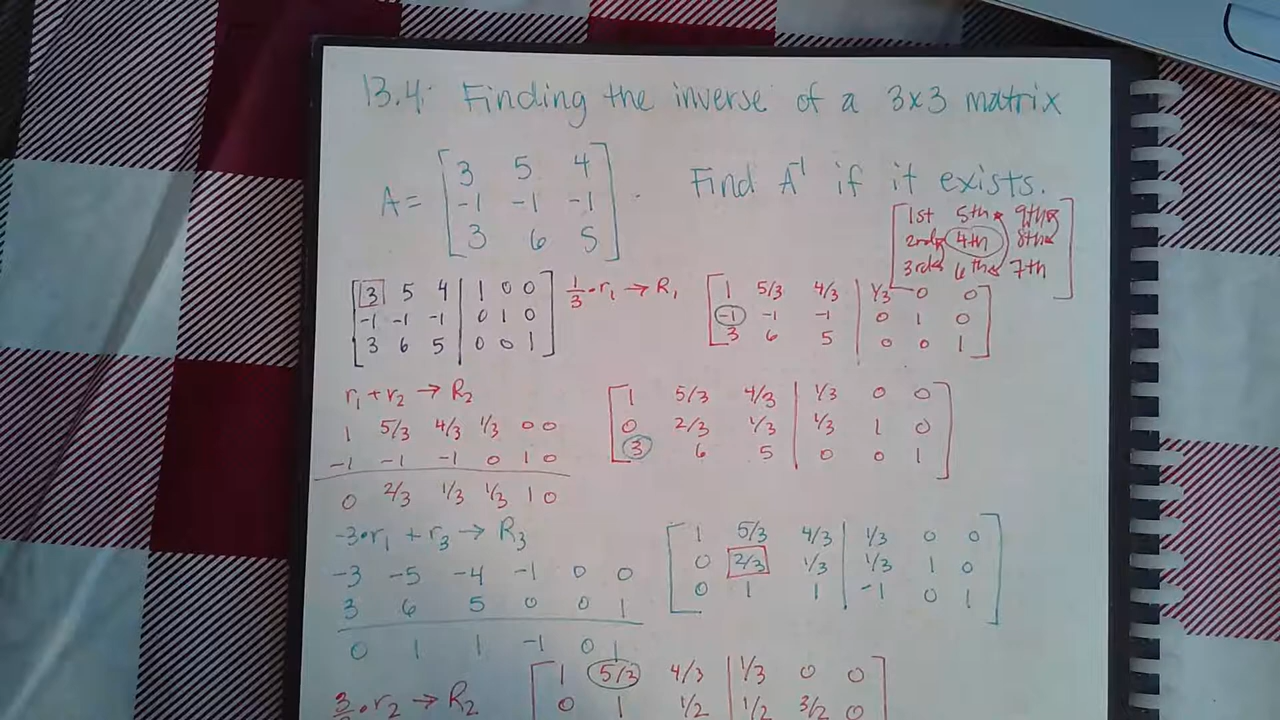 13.4: Finding the inverse of a 3x3 matrix
A = [3 5 4
-1 -1 -1
3 6 5]. Find A⁻¹ if it exists.
[1st 5th 9th
2nd 4th 8th
3rd 6th 7th]
[3 5 4 | 1 0 0
-1 -1 -1 | 0 1 0
3 6 5 | 0 0 1]
1/3 • r₁ → R₁
[1 5/3 4/3 | 1/3 0 0
-1 -1 -1 | 0 1 0
3 6 5 | 0 0 1]
r₁ + r₂ → R₂
1 5/3 4/3 1/3 0 0
-1 -1 -1 0 1 0
0 2/3 1/3 1/3 1 0
[1 5/3 4/3 | 1/3 0 0
0 2/3 1/3 | 1/3 1 0
3 6 5 | 0 0 1]
-3•r₁ + r₃ → R₃
-3 -5 -4 -1 0 0
3 6 5 0 0 1
0 1 1 -1 0 1
[1 5/3 4/3 | 1/3 0 0
0 2/3 1/3 | 1/3 1 0
0 1 1 | -1 0 1]
•r₂ → R₂
[1 5/3 4/3 | 1/3 0 0
0 1 1/2 | 1/2 3/2 0